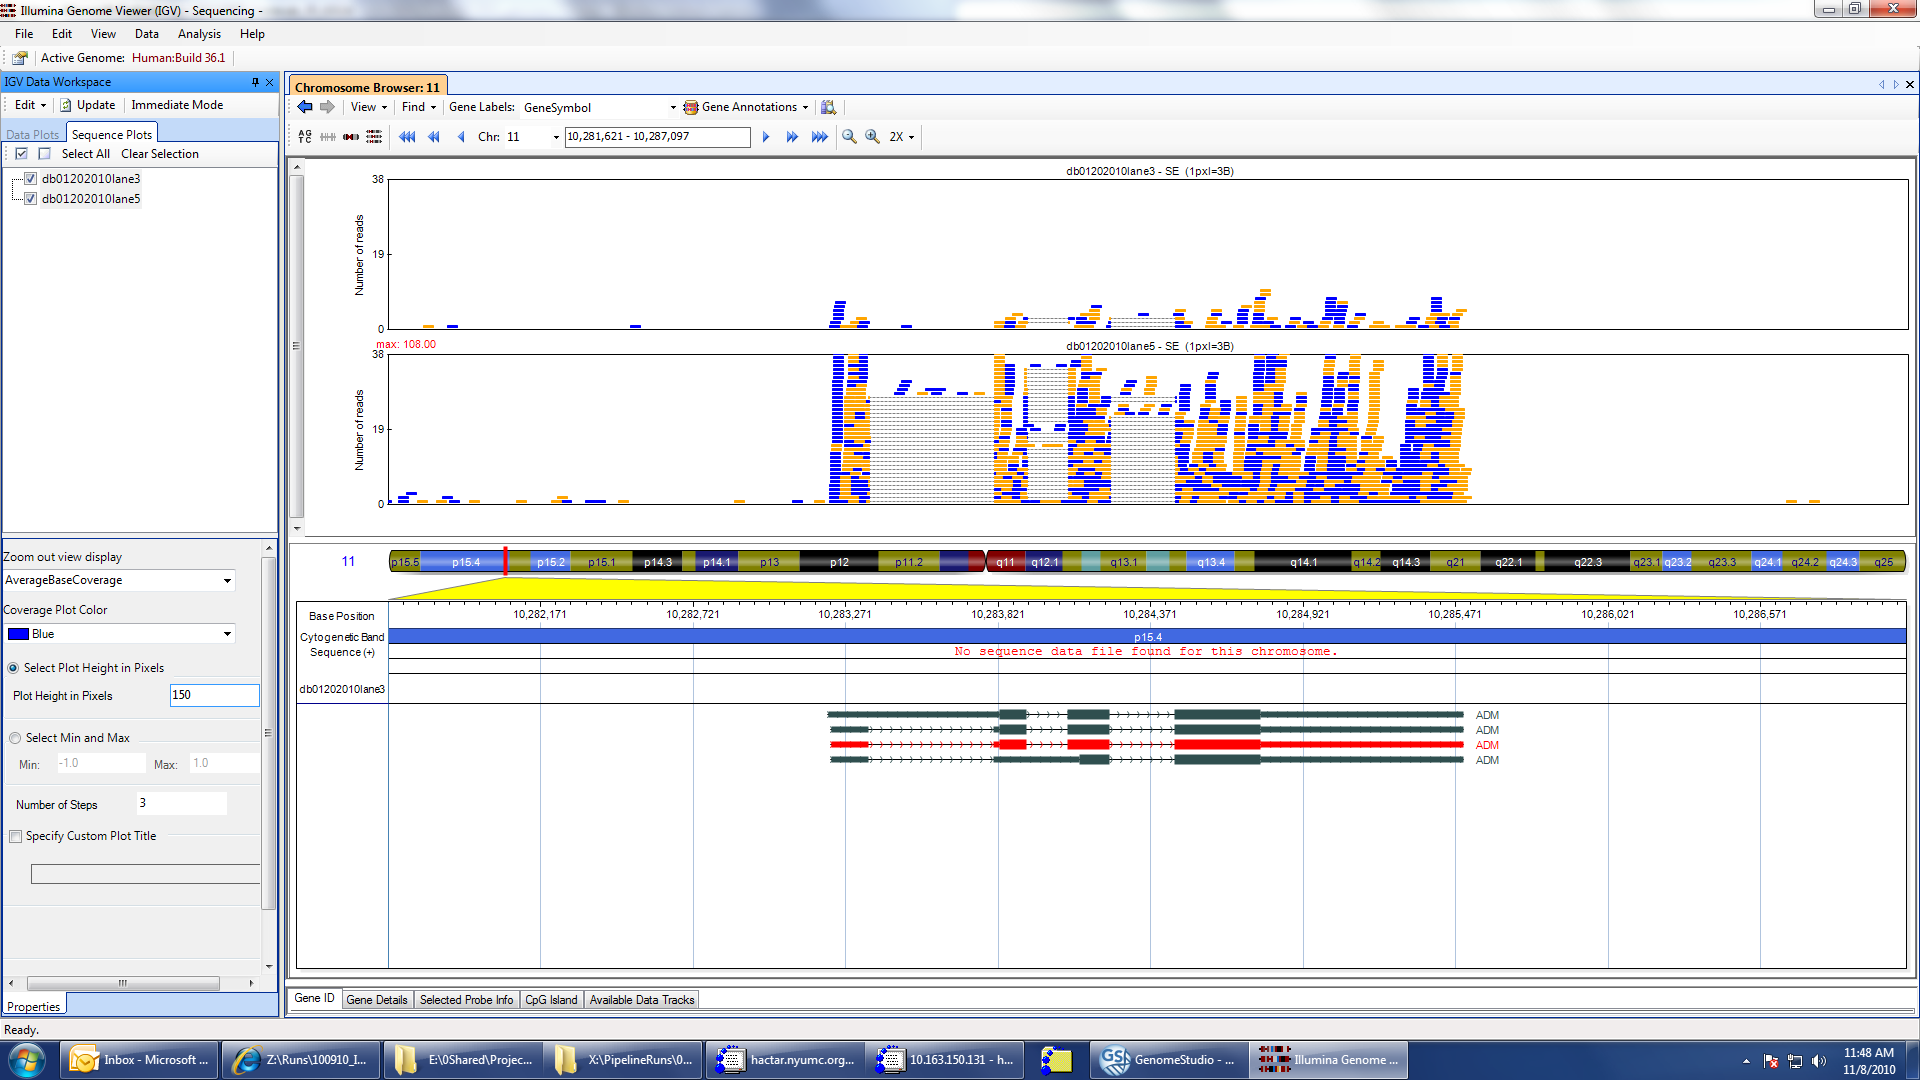 Illumina Genome Viewer (IGV) - Sequencing -
File Edit View Data Analysis Help
Active Genome: Human:Build 36.1
IGV Data Workspace
Edit Update Immediate Mode
Data Plots Sequence Plots
Select All Clear Selection
db01202010lane3
db01202010lane5
Zoom out view display
AverageBaseCoverage
Coverage Plot Color
Blue
Select Plot Height in Pixels
Plot Height in Pixels 150
Select Min and Max
Min: -1.0 Max: 1.0
Number of Steps 3
Specify Custom Plot Title
Properties
Chromosome Browser: 11
View Find Gene Labels: GeneSymbol Gene Annotations
AG TC Chr: 11 10,281,621 - 10,287,097 2X
db01202010lane3 - SE (1pxl=3B)
38
19
0
Number of reads
max: 108.00
db01202010lane5 - SE (1pxl=3B)
38
19
0
Number of reads
11 p15.5 p15.4 p15.2 p15.1 p14.3 p14.1 p13 p12 p11.2 q11 q12.1 q13.1 q13.4 q14.1 q14.2 q14.3 q21 q22.1 q22.3 q23.1 q23.2 q23.3 q24.1 q24.2 q24.3 q25
Base Position 10,282,171 10,282,721 10,283,271 10,283,821 10,284,371 10,284,921 10,285,471 10,286,021 10,286,571
Cytogenetic Band p15.4
Sequence (+) No sequence data file found for this chromosome.
db01202010lane3
ADM
ADM
ADM
ADM
Gene ID Gene Details Selected Probe Info CpG Island Available Data Tracks
Ready.
Inbox - Microsoft ... Z:\Runs\100910_I... E:\0Shared\Projec... X:\PipelineRuns\0... hactar.nyumc.org... 10.163.150.131 - h... GenomeStudio - ... Illumina Genome ...
11:48 AM
11/8/2010